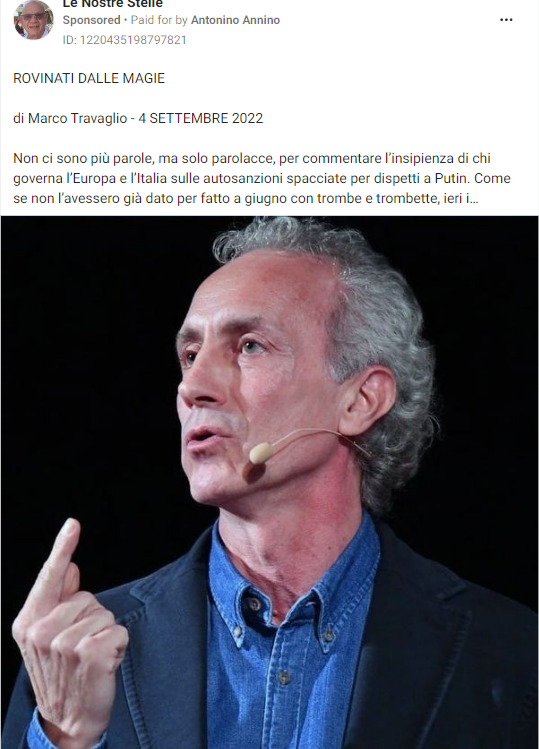 Le Nostre Stelle
Sponsored • Paid for by Antonino Annino
ID: 1220435198797821
ROVINATI DALLE MAGIE
di Marco Travaglio - 4 SETTEMBRE 2022
Non ci sono più parole, ma solo parolacce, per commentare l’insipienza di chi
governa l’Europa e l’Italia sulle autosanzioni spacciate per dispetti a Putin. Come
se non l’avessero già dato per fatto a giugno con trombe e trombette, ieri i…